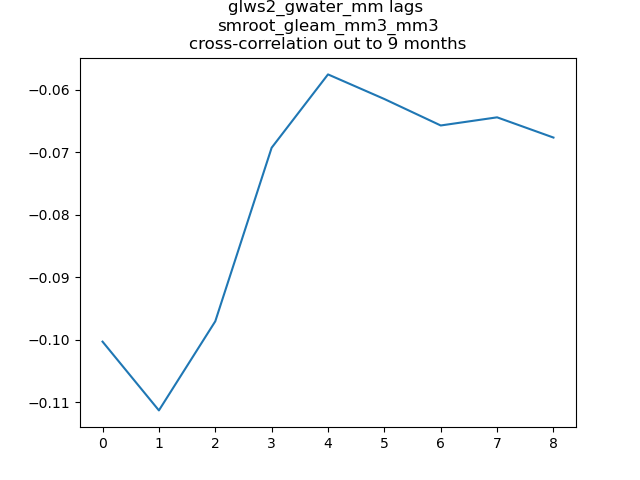 glws2_gwater_mm lags
smroot_gleam_mm3_mm3
cross-correlation out to 9 months
−0.06
−0.07
−0.08
−0.09
−0.10
−0.11
0 1 2 3 4 5 6 7 8